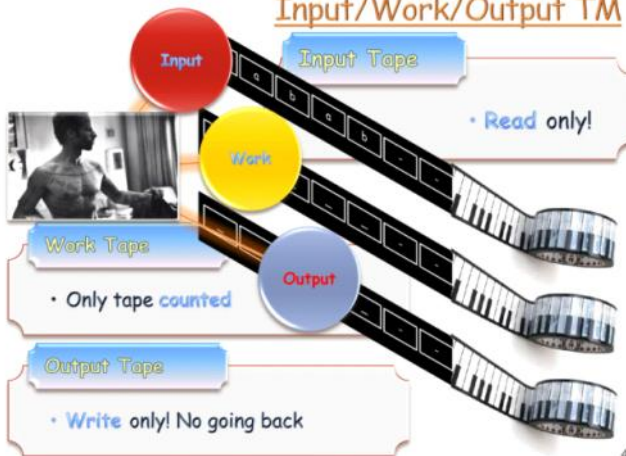 Input/Work/Output TM
Input
Input Tape
a b a b - -
• Read only!
Work
- - - -
Work Tape
• Only tape counted
Output
- - -
Output Tape
• Write only! No going back